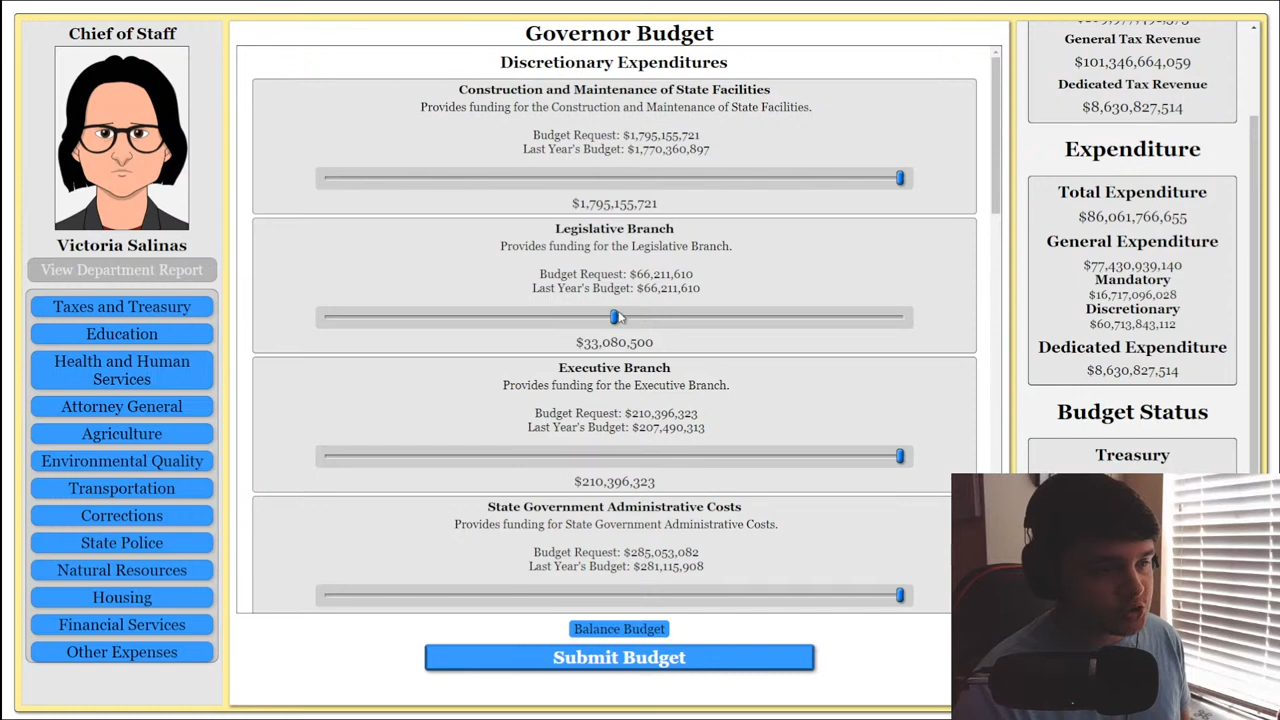 Chief of Staff
Victoria Salinas
View Department Report
Taxes and Treasury
Education
Health and Human
Services
Attorney General
Agriculture
Environmental Quality
Transportation
Corrections
State Police
Natural Resources
Housing
Financial Services
Other Expenses
Governor Budget
Discretionary Expenditures
Construction and Maintenance of State Facilities
Provides funding for the Construction and Maintenance of State Facilities.
Budget Request: $1,795,155,721
Last Year's Budget: $1,770,360,897
$1,795,155,721
Legislative Branch
Provides funding for the Legislative Branch.
Budget Request: $66,211,610
Last Year's Budget: $66,211,610
$33,080,500
Executive Branch
Provides funding for the Executive Branch.
Budget Request: $210,396,323
Last Year's Budget: $207,490,313
$210,396,323
State Government Administrative Costs
Provides funding for State Government Administrative Costs.
Budget Request: $285,053,082
Last Year's Budget: $281,115,908
Balance Budget
Submit Budget
General Tax Revenue
$101,346,664,059
Dedicated Tax Revenue
$8,630,827,514
Expenditure
Total Expenditure
$86,061,766,655
General Expenditure
$77,430,939,140
Mandatory
$16,717,096,028
Discretionary
$60,713,843,112
Dedicated Expenditure
$8,630,827,514
Budget Status
Treasury